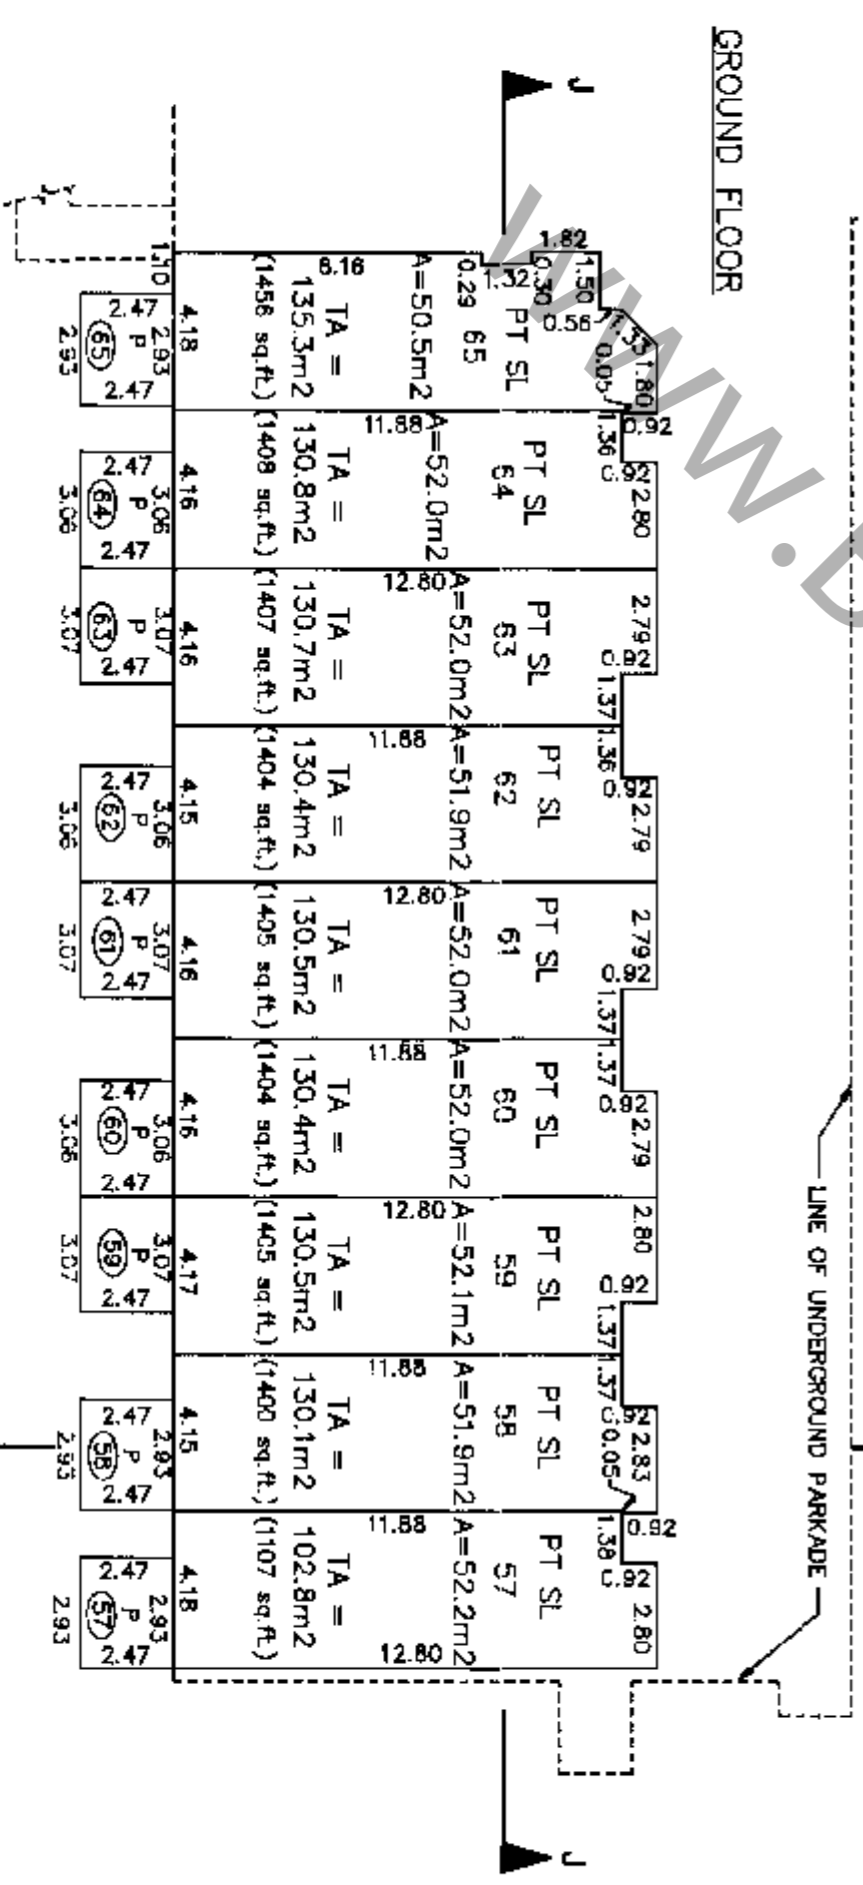 GROUND FLOOR
J
1.82
1.50
1.32
0.30
0.56
1.33
1.80
0.05
0.29
8.16
1.10
PT SL
65
A=50.5m2
TA =
135.3m2
(1456 sq.ft.)
4.18
2.47
2.93
P
65
2.93
2.47
0.92
1.36
0.92
2.80
11.88
PT SL
64
A=52.0m2
TA =
130.8m2
(1408 sq.ft.)
4.16
2.47
3.06
P
64
3.06
2.47
2.79
0.92
1.37
12.80
PT SL
63
A=52.0m2
TA =
130.7m2
(1407 sq.ft.)
4.16
3.07
P
63
3.07
2.47
1.36
0.92
2.79
11.88
PT SL
62
A=51.9m2
TA =
130.4m2
(1404 sq.ft.)
4.15
2.47
3.06
P
62
3.06
2.79
0.92
1.37
12.80
PT SL
61
A=52.0m2
TA =
130.5m2
(1405 sq.ft.)
4.16
2.47
3.07
P
61
3.07
2.47
1.37
0.92
2.79
11.88
PT SL
60
A=52.0m2
TA =
130.4m2
(1404 sq.ft.)
4.16
2.47
3.06
P
60
3.06
2.47
2.80
0.92
1.37
12.80
PT SL
59
A=52.1m2
TA =
130.5m2
(1405 sq.ft.)
4.17
3.07
P
59
3.07
2.47
1.37
0.92
2.83
0.05
11.88
PT SL
58
A=51.9m2
TA =
130.1m2
(1400 sq.ft.)
4.15
2.47
2.93
P
58
2.93
2.47
0.92
1.38
0.92
2.80
11.88
PT SL
57
A=52.2m2
TA =
102.8m2
(1107 sq.ft.)
12.80
4.18
2.47
2.93
P
57
2.93
2.47
LINE OF UNDERGROUND PARKADE
J